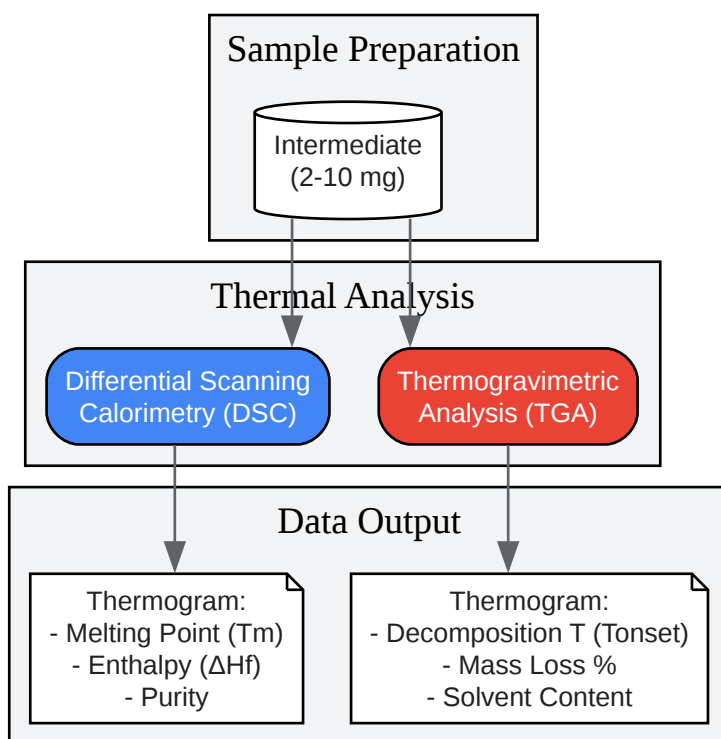 Sample Preparation
Intermediate
(2-10 mg)
Thermal Analysis
Differential Scanning
Calorimetry (DSC)
Thermogravimetric
Analysis (TGA)
Data Output
Thermogram:
- Melting Point (Tm)
- Enthalpy (ΔHf)
- Purity
Thermogram:
- Decomposition T (Tonset)
- Mass Loss %
- Solvent Content